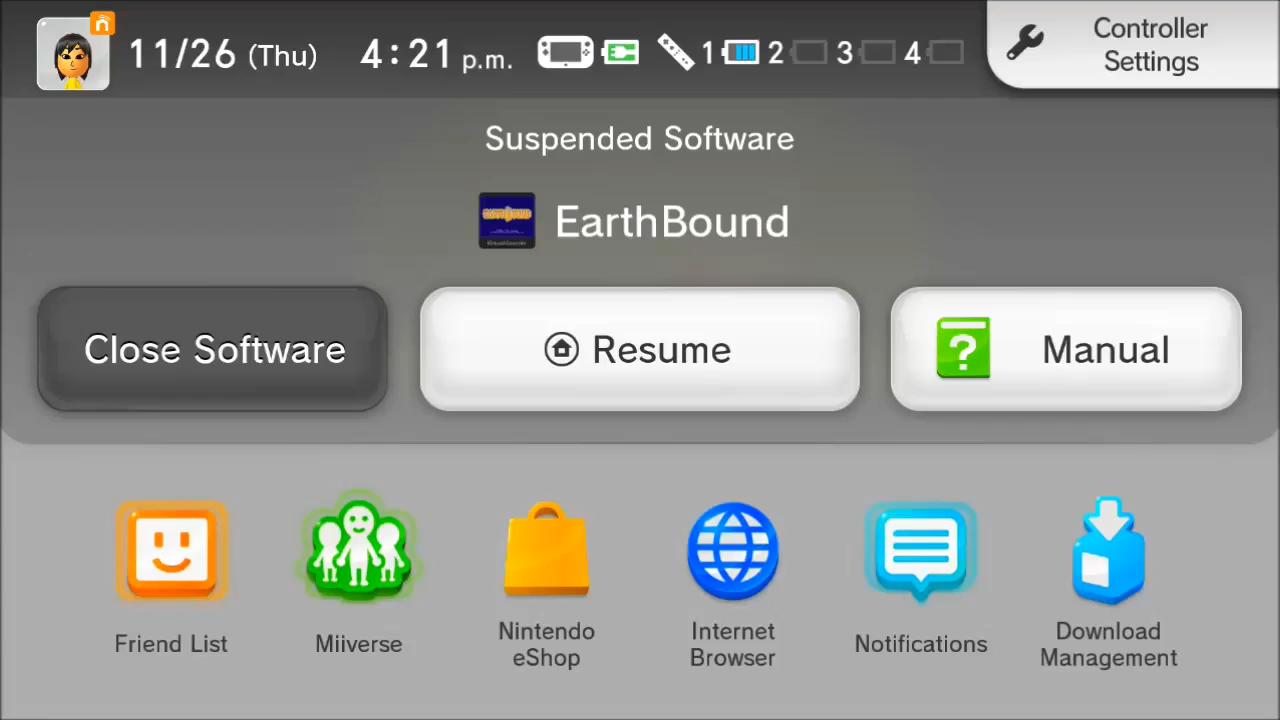 11/26 (Thu) 4:21 p.m. 1 2 3 4
Controller
Settings
Suspended Software
EarthBound
Close Software
Resume
Manual
Friend List
Miiverse
Nintendo
eShop
Internet
Browser
Notifications
Download
Management